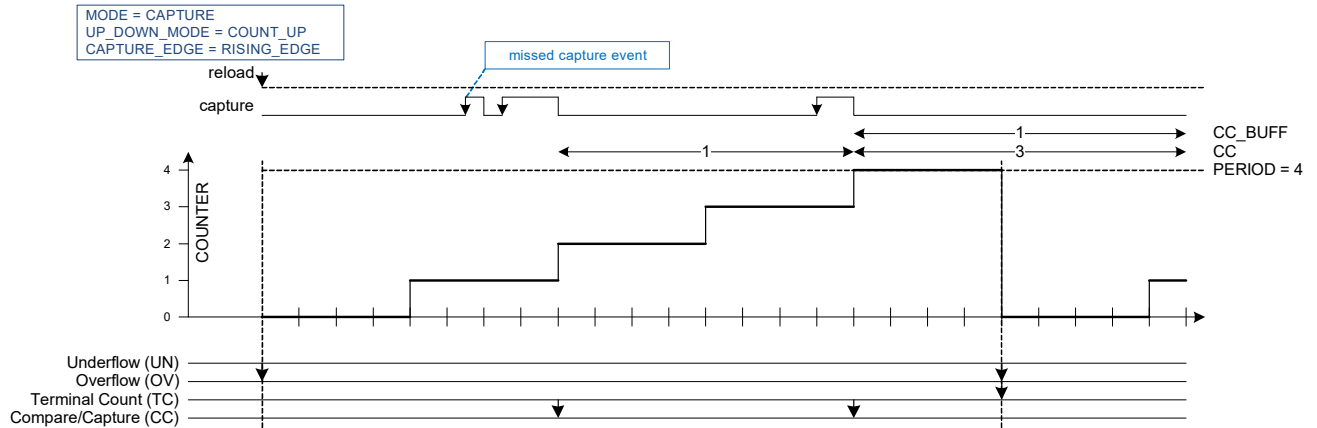 MODE = CAPTURE
UP_DOWN_MODE = COUNT_UP
CAPTURE_EDGE = RISING_EDGE
missed capture event
reload
capture
1 CC_BUFF
1 3 CC
4 PERIOD = 4
COUNTER
3
2
1
0
Underflow (UN)
Overflow (OV)
Terminal Count (TC)
Compare/Capture (CC)